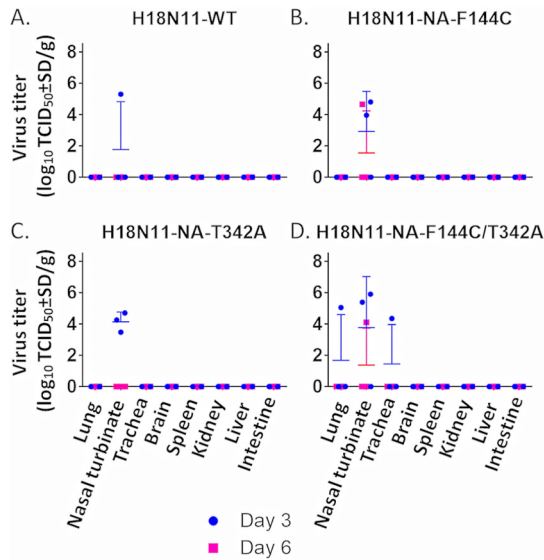 A. H18N11-WT
B. H18N11-NA-F144C
Virus titer
(log10 TCID50±SD/g)
8
6
4
2
0
8
6
4
2
0
C. H18N11-NA-T342A
D. H18N11-NA-F144C/T342A
Virus titer
(log10 TCID50±SD/g)
8
6
4
2
0
8
6
4
2
0
Lung
Nasal turbinate
Trachea
Brain
Spleen
Kidney
Liver
Intestine
Lung
Nasal turbinate
Trachea
Brain
Spleen
Kidney
Liver
Intestine
Day 3
Day 6